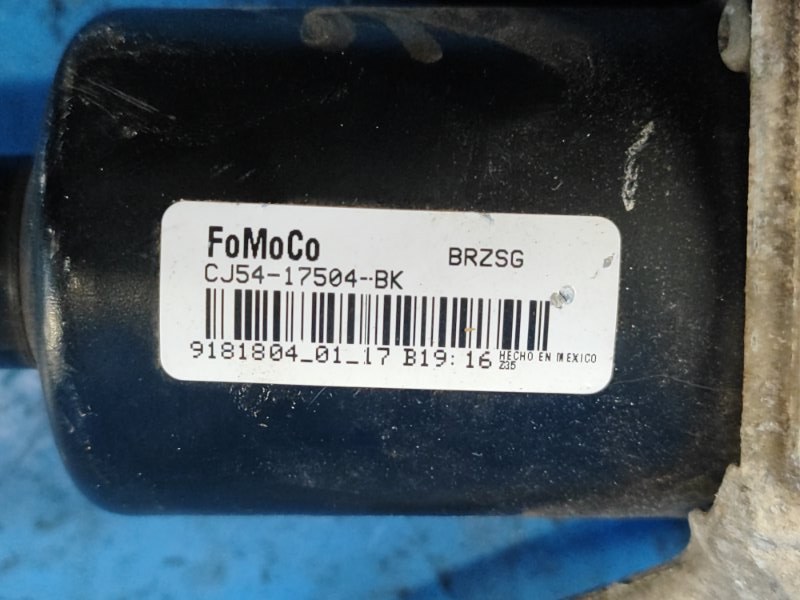 FoMoCo
BRZSG
CJ54-17504-BK
9181804_01_17 B19:16 HECHO EN MEXICO
Z35